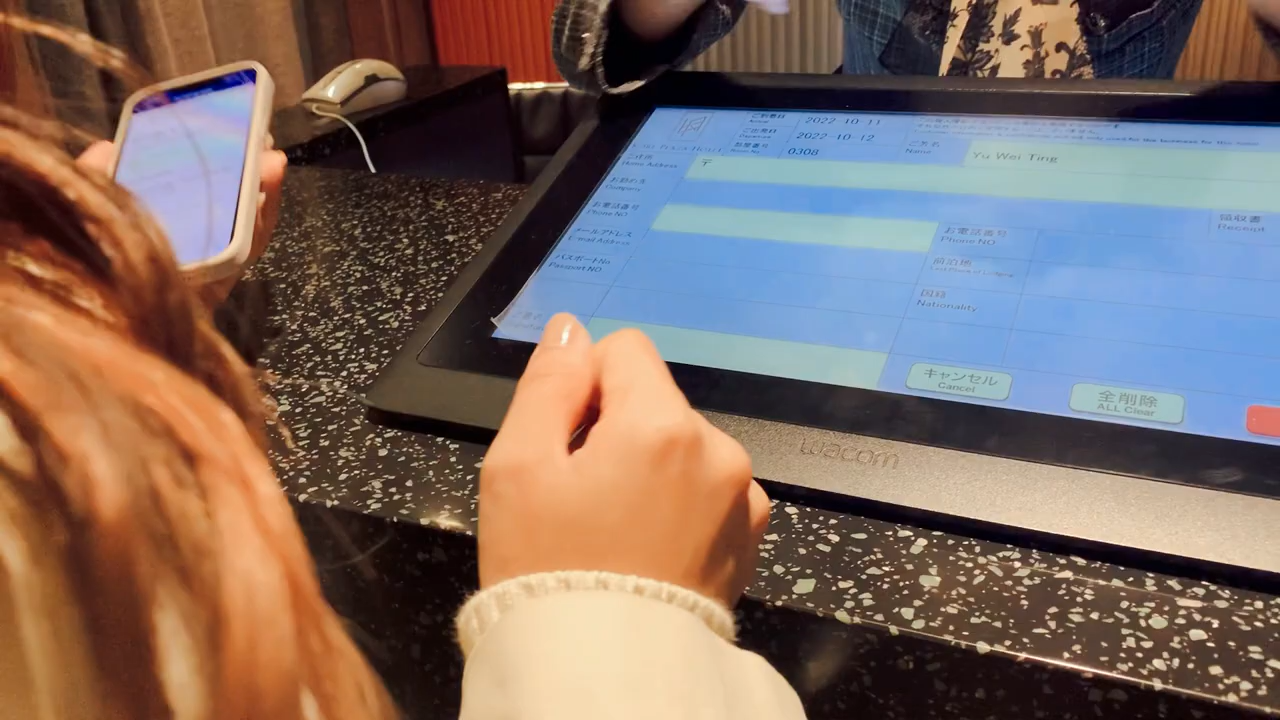 ご到着日 2022-10-11
Arrival
ご出発日 2022-10-12
Departure
部屋番号 0308
Room No
ご氏名 Yu Wei Ting
Name
ご住所 〒
Home Address
お勤め先
Company
お電話番号
Phone NO
領収書
Receipt
メールアドレス
E-mail Address
お電話番号
Phone NO
パスポートNo
Passport NO
前泊地
Last Place of Lodging
国籍
Nationality
キャンセル
Cancel
全削除
ALL Clear
wacom